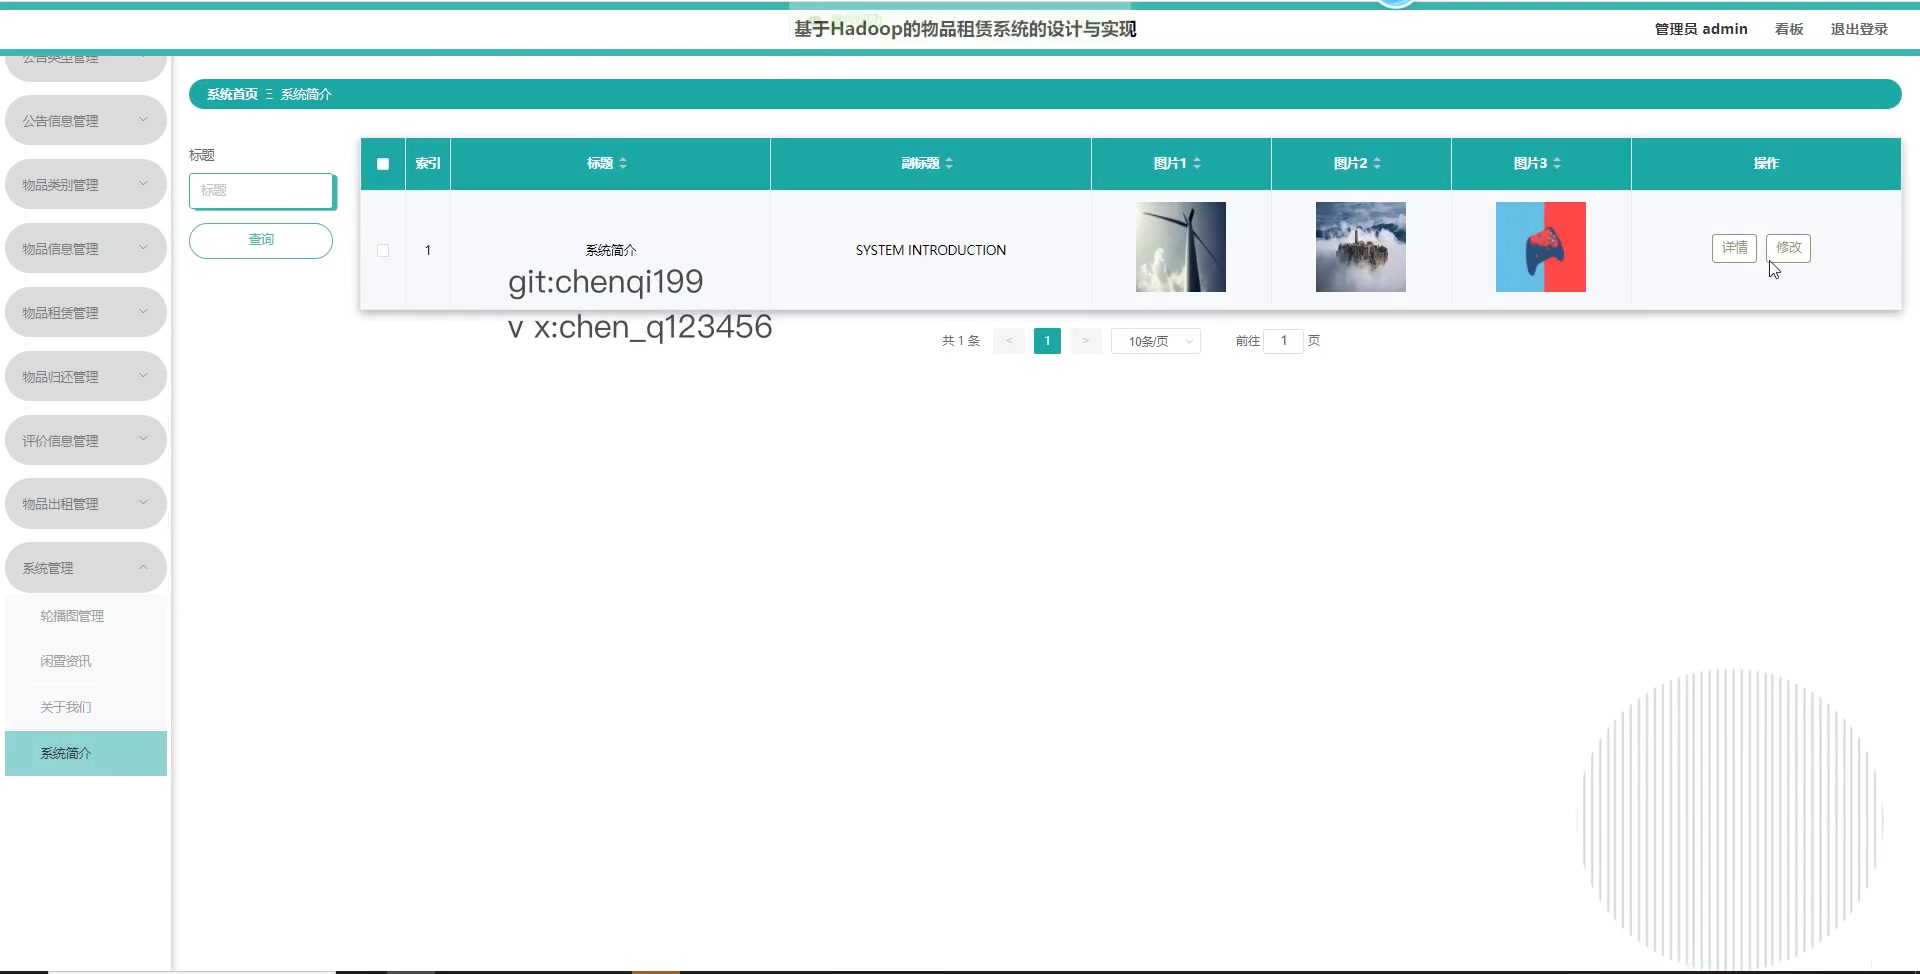 基于Hadoop的物品租赁系统的设计与实现
管理员 admin
看板
退出登录
公告类型管理
公告信息管理
物品类别管理
物品信息管理
物品租赁管理
物品归还管理
评价信息管理
物品出租管理
系统管理
轮播图管理
闲置资讯
关于我们
系统简介
系统首页 Ξ 系统简介
标题
标题
查询
索引 标题 副标题 图片1 图片2 图片3 操作
1 系统简介 SYSTEM INTRODUCTION 详情 修改
git:chenqi199
v x:chen_q123456
共 1 条 < 1 > 10条/页 前往 1 页